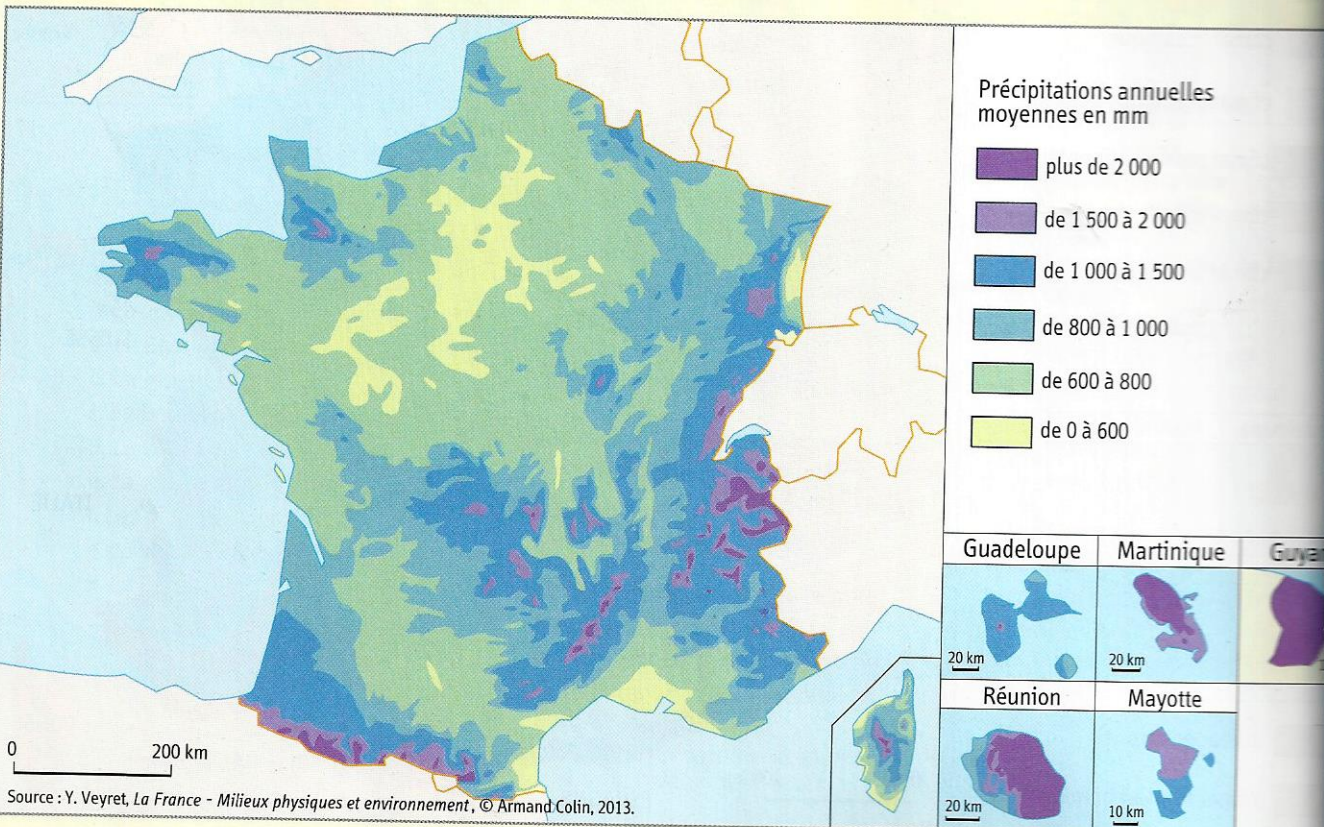 Précipitations annuelles
moyennes en mm
plus de 2 000
de 1 500 à 2 000
de 1 000 à 1 500
de 800 à 1 000
de 600 à 800
de 0 à 600
Guadeloupe
Martinique
20 km
20 km
Réunion
Mayotte
20 km
10 km
0 200 km
Source : Y. Veyret, La France - Milieux physiques et environnement, © Armand Colin, 2013.